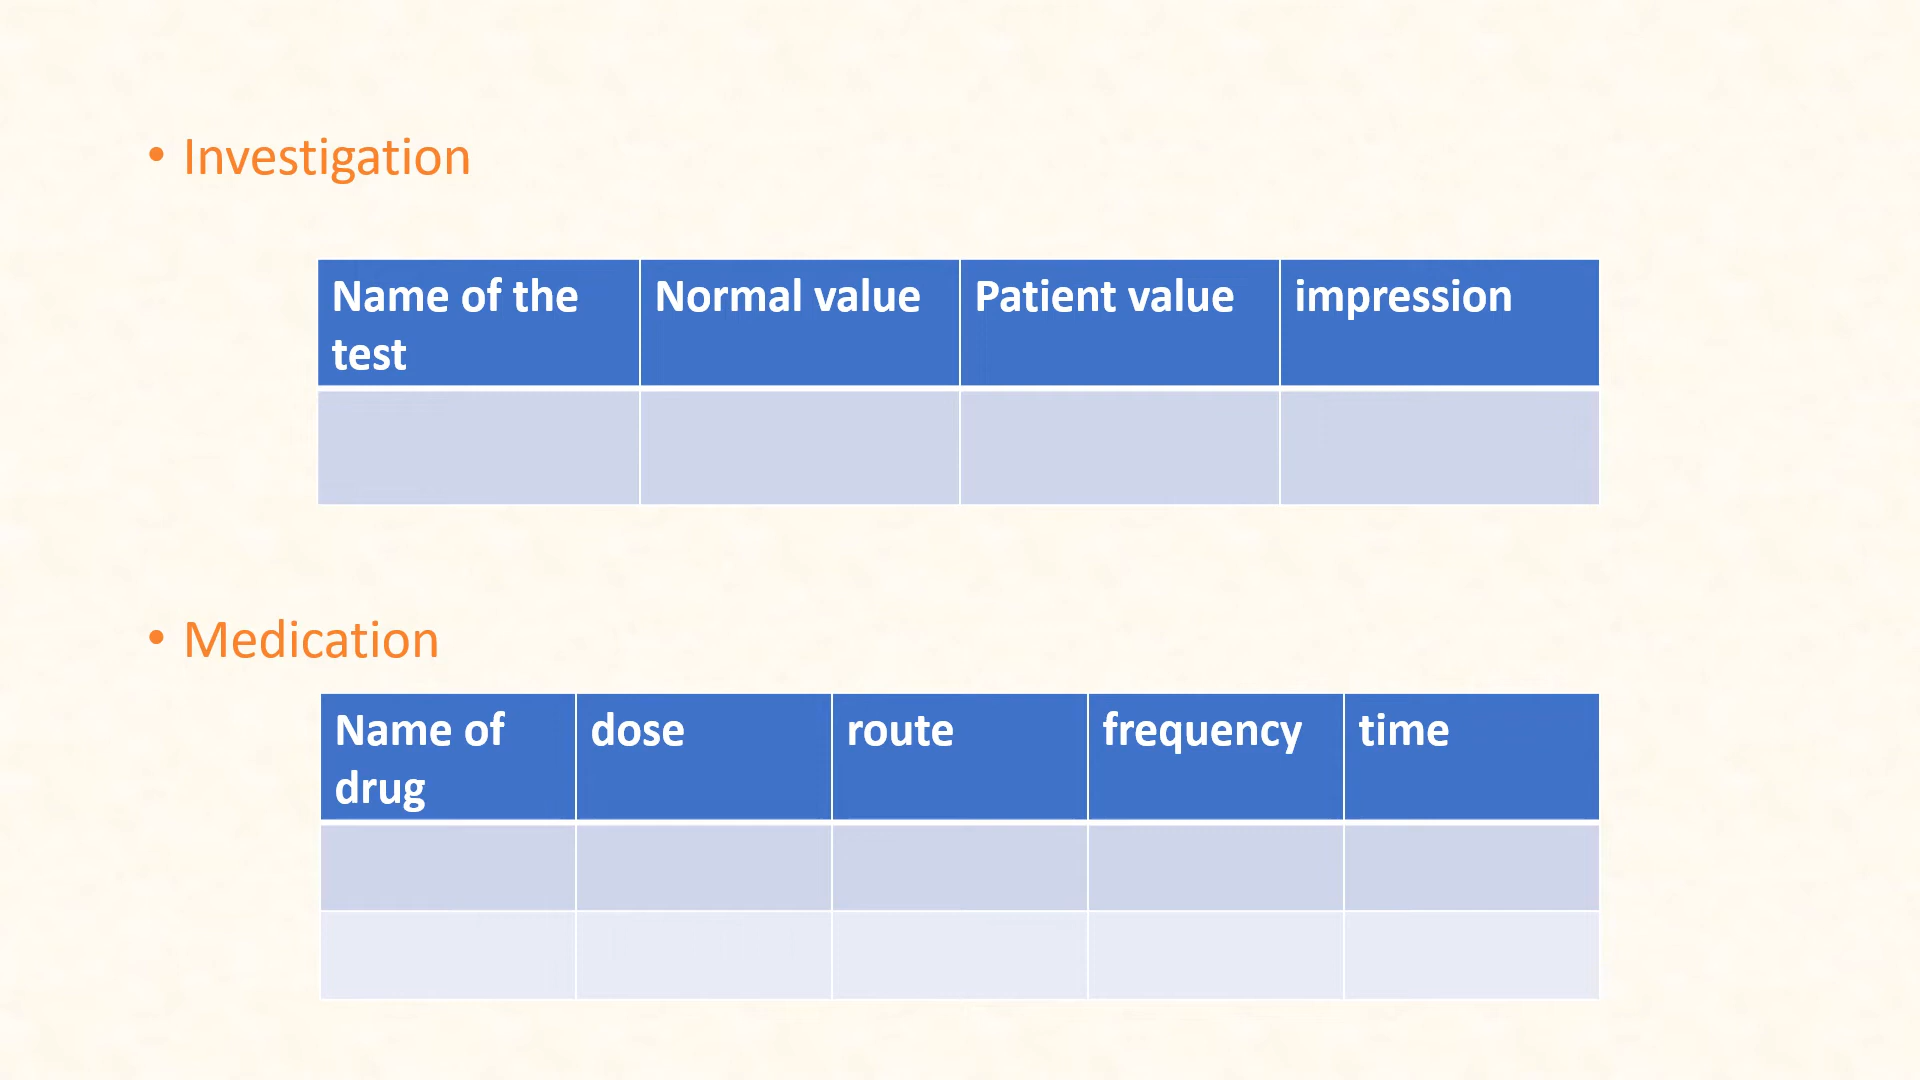 • Investigation
Name of the test	Normal value	Patient value	impression
• Medication
Name of drug	dose	route	frequency	time